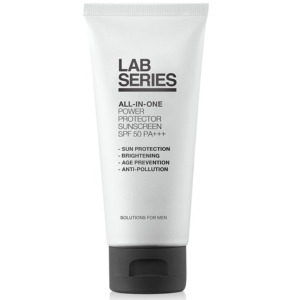 LAB
SERIES
ALL-IN-ONE
POWER
PROTECTOR
SUNSCREEN
SPF 50 PA+++
- SUN PROTECTION
- BRIGHTENING
- AGE PREVENTION
- ANTI-POLLUTION
SOLUTIONS FOR MEN